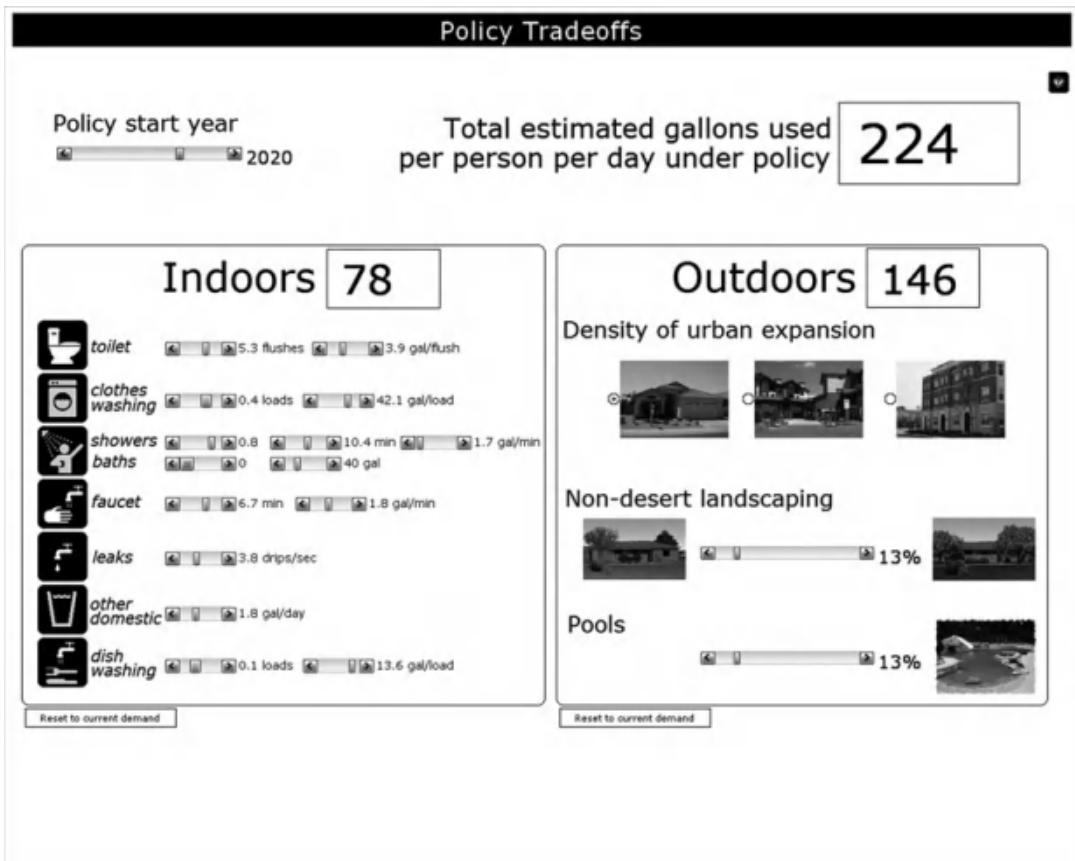 Policy Tradeoffs
Policy start year
2020
Total estimated gallons used
per person per day under policy
224
Indoors 78
toilet 5.3 flushes 3.9 gal/flush
clothes
washing 0.4 loads 42.1 gal/load
showers 0.8 10.4 min 1.7 gal/min
baths 0 40 gal
faucet 6.7 min 1.8 gal/min
leaks 3.8 drips/sec
other
domestic 1.8 gal/day
dish
washing 0.1 loads 13.6 gal/load
Reset to current demand
Outdoors 146
Density of urban expansion
Non-desert landscaping
13%
Pools
13%
Reset to current demand